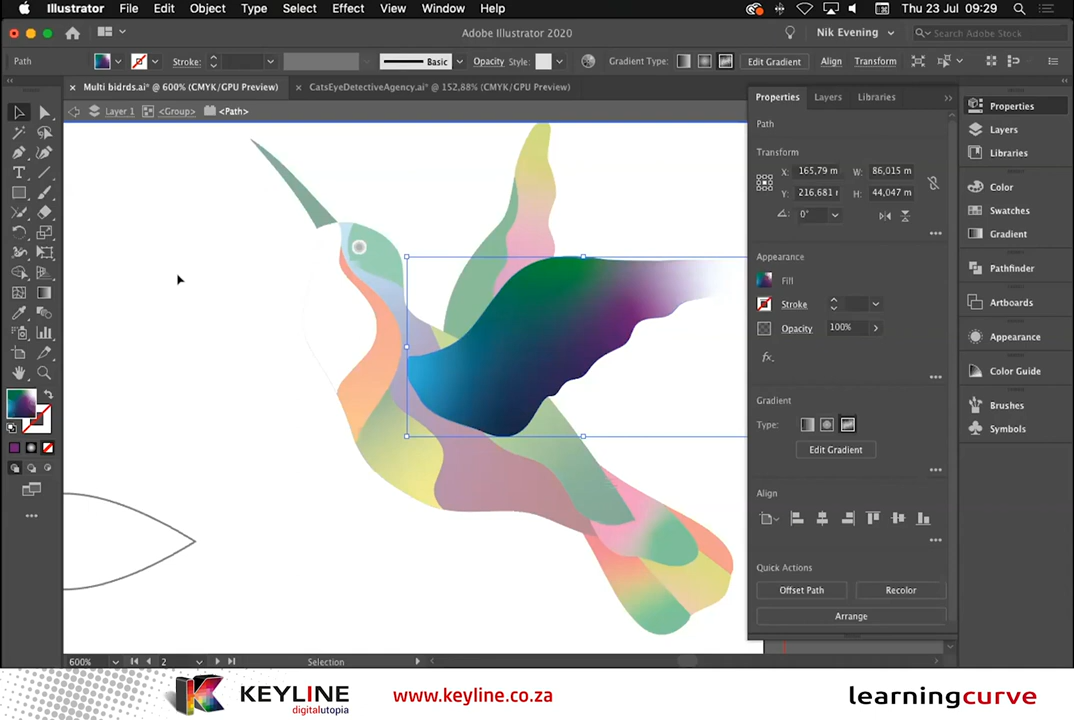 Illustrator File Edit Object Type Select Effect View Window Help Thu 23 Jul 09:29
Adobe Illustrator 2020 Nik Evening Search Adobe Stock
Path Stroke: Basic Opacity Style: Gradient Type: Edit Gradient Align Transform
× Multi bidrds.ai* @ 600% (CMYK/GPU Preview) × CatsEyeDetectiveAgency.ai* @ 152,88% (CMYK/GPU Preview)
Layer 1 <Group> <Path>
Properties Layers Libraries
Path
Transform
X: 165,79 m W: 86,015 m
Y: 216,681 H: 44,047 m
0°
Appearance
Fill
Stroke
Opacity 100%
fx.
Gradient
Type:
Edit Gradient
Align
Quick Actions
Offset Path Recolor
Arrange
Properties
Layers
Libraries
Color
Swatches
Gradient
Pathfinder
Artboards
Appearance
Color Guide
Brushes
Symbols
600% 2 Selection
KEYLINE
digitalutopia
www.keyline.co.za
learningcurve